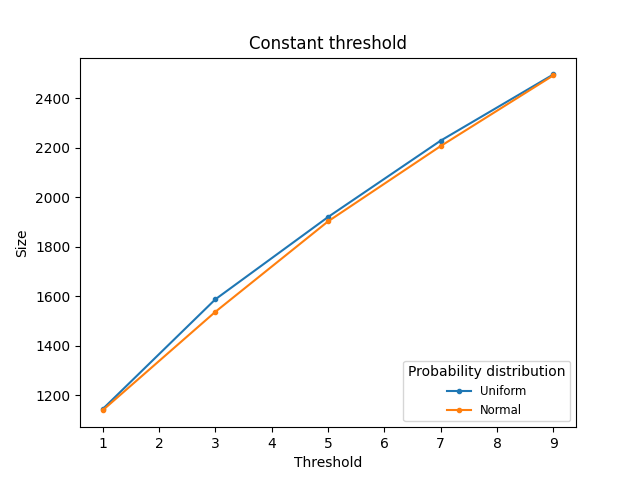 Constant threshold
Size
2400
2200
2000
1800
1600
1400
1200
1 2 3 4 5 6 7 8 9
Threshold
Probability distribution
Uniform
Normal